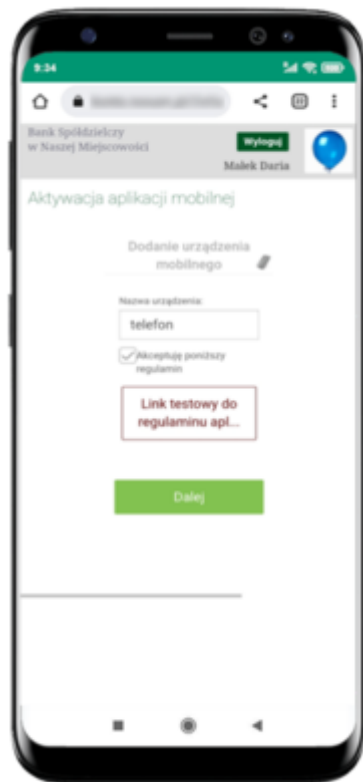 9:34
Bank Spółdzielczy
w Naszej Miejscowości
Wyloguj
Małek Daria
Aktywacja aplikacji mobilnej
Dodanie urządzenia
mobilnego
Nazwa urządzenia:
telefon
Akceptuję poniższy
regulamin
Link testowy do
regulaminu apl...
Dalej